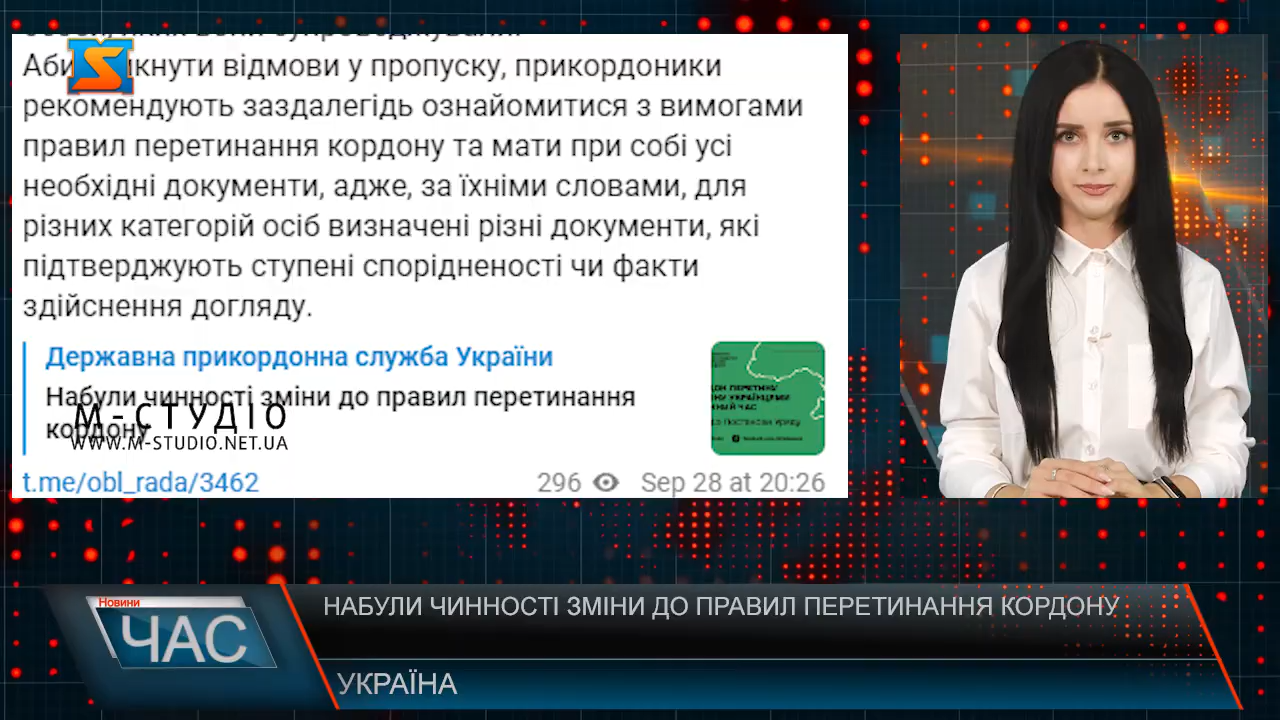 Аби
икнути відмови у пропуску, прикордоники
рекомендують заздалегідь ознайомитися з вимогами
правил перетинання кордону та мати при собі усі
необхідні документи, адже, за їхніми словами, для
різних категорій осіб визначені різні документи, які
підтверджують ступені спорідненості чи факти
здійснення догляду.
Державна прикордонна служба України
Набули чинності зміни до правил перетинання
кордону
М-СТУДІО
WWW.M-STUDIO.NET.UA
t.me/obl_rada/3462
296 Sep 28 at 20:26
Новини
ЧАС
НАБУЛИ ЧИННОСТІ ЗМІНИ ДО ПРАВИЛ ПЕРЕТИНАННЯ КОРДОНУ
УКРАЇНА